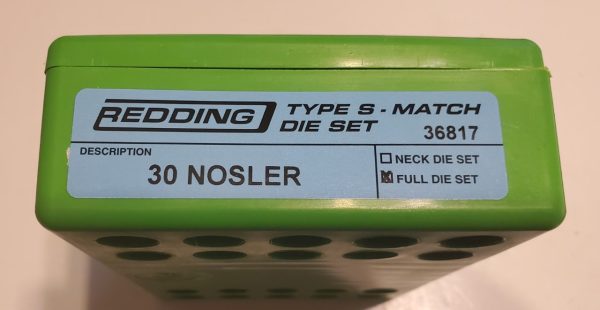 REDDING TYPE S - MATCH
DIE SET 36817
DESCRIPTION
30 NOSLER
NECK DIE SET
FULL DIE SET